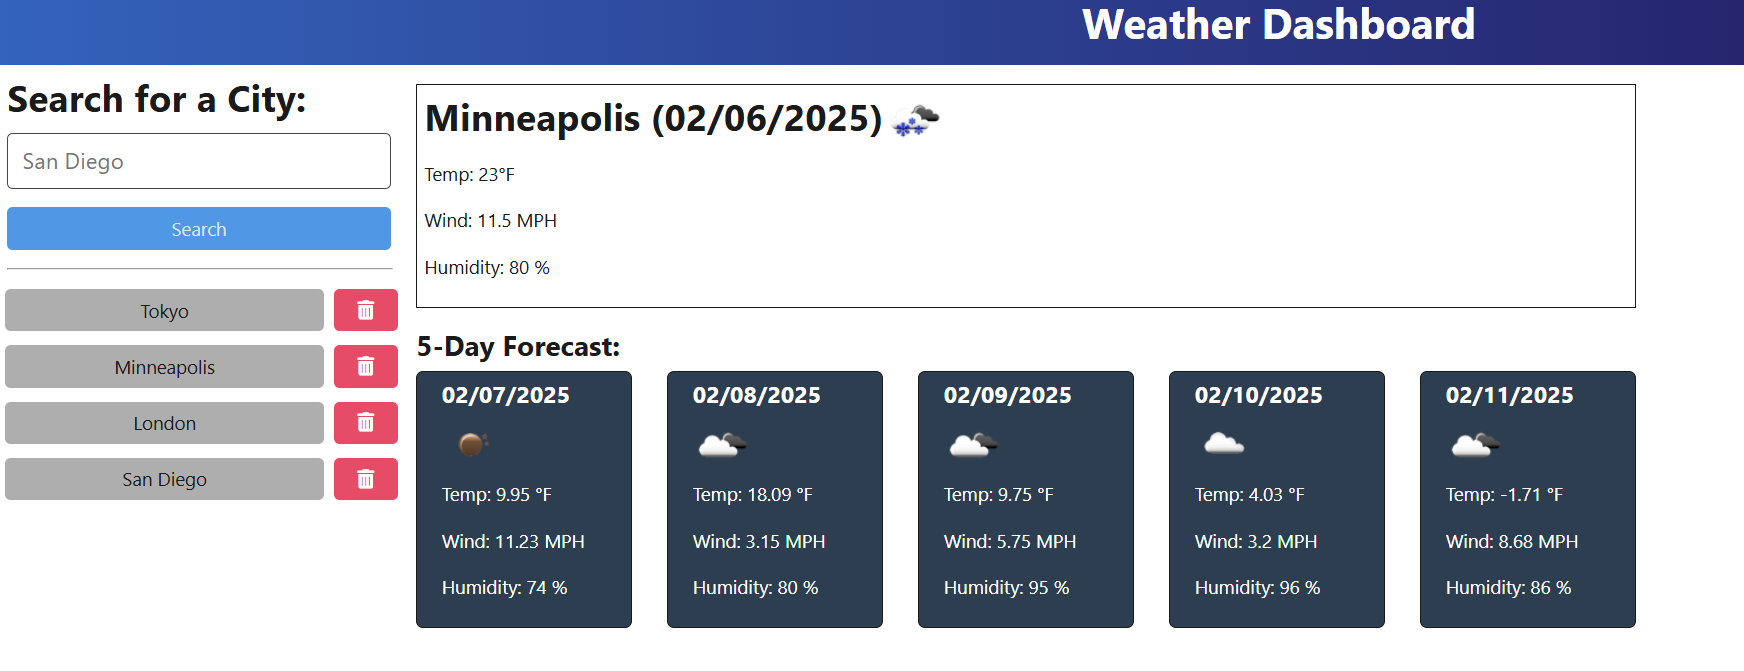 Weather Dashboard
Search for a City:
San Diego
Search
Tokyo
Minneapolis
London
San Diego
Minneapolis (02/06/2025)
Temp: 23°F
Wind: 11.5 MPH
Humidity: 80 %
5-Day Forecast:
02/07/2025
Temp: 9.95 °F
Wind: 11.23 MPH
Humidity: 74 %
02/08/2025
Temp: 18.09 °F
Wind: 3.15 MPH
Humidity: 80 %
02/09/2025
Temp: 9.75 °F
Wind: 5.75 MPH
Humidity: 95 %
02/10/2025
Temp: 4.03 °F
Wind: 3.2 MPH
Humidity: 96 %
02/11/2025
Temp: -1.71 °F
Wind: 8.68 MPH
Humidity: 86 %